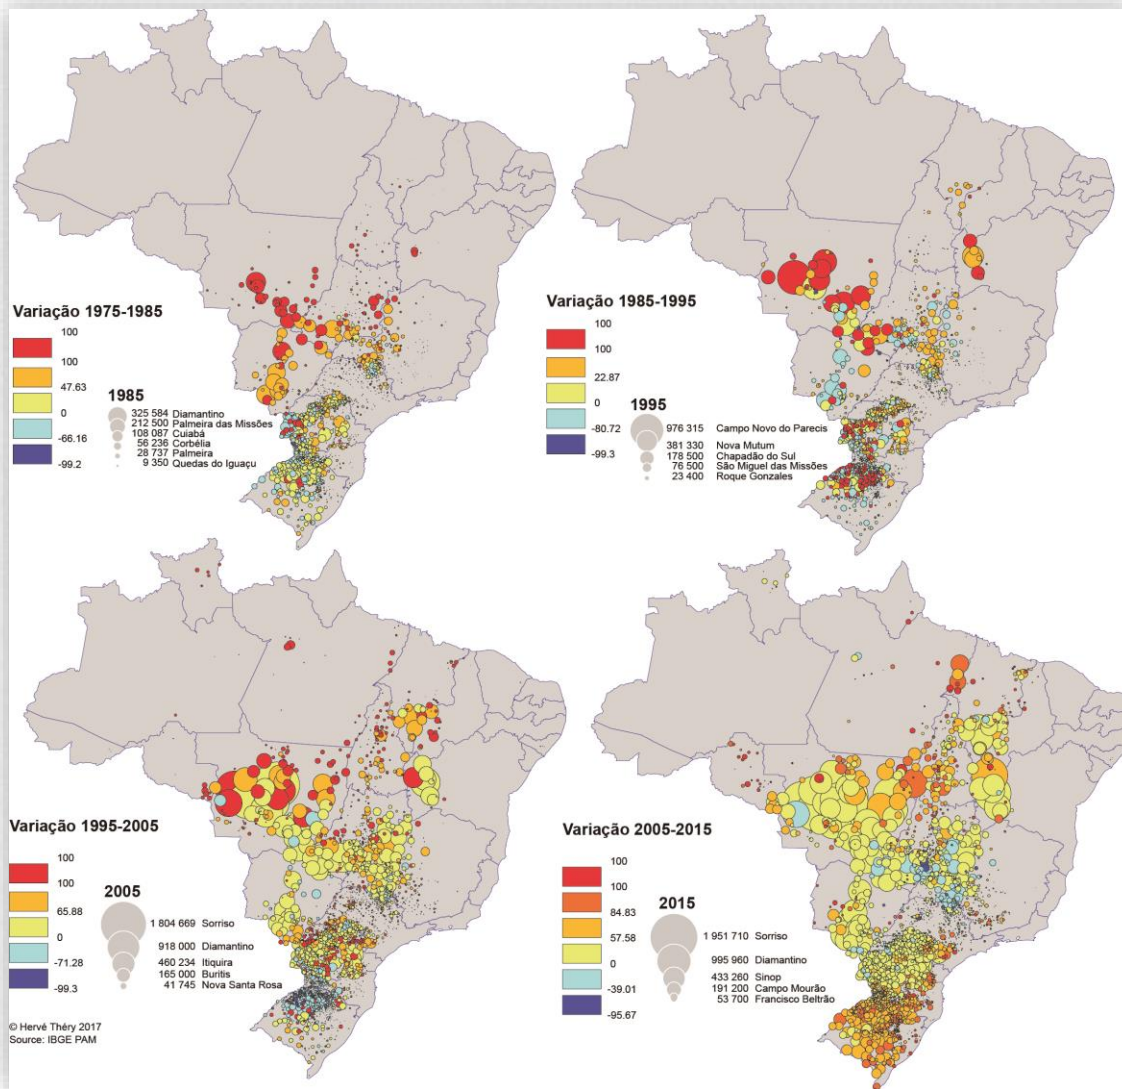 Variação 1975-1985
100
100
47.63
0
-66.16
-99.2
1985
325 584 Diamantino
212 500 Palmeira das Missões
108 087 Cuiabá
56 236 Corbélia
28 737 Palmeira
9 350 Quedas do Iguaçu
Variação 1985-1995
100
100
22.87
0
-80.72
-99.3
1995
976 315 Campo Novo do Parecis
381 330 Nova Mutum
178 500 Chapadão do Sul
76 500 São Miguel das Missões
23 400 Roque Gonzales
Variação 1995-2005
100
100
65.88
0
-71.28
-99.3
2005
1 804 669 Sorriso
918 000 Diamantino
460 234 Itiquira
165 000 Buritis
41 745 Nova Santa Rosa
© Hervé Théry 2017
Source: IBGE PAM
Variação 2005-2015
100
100
84.83
57.58
0
-39.01
-95.67
2015
1 951 710 Sorriso
995 960 Diamantino
433 260 Sinop
191 200 Campo Mourão
53 700 Francisco Beltrão